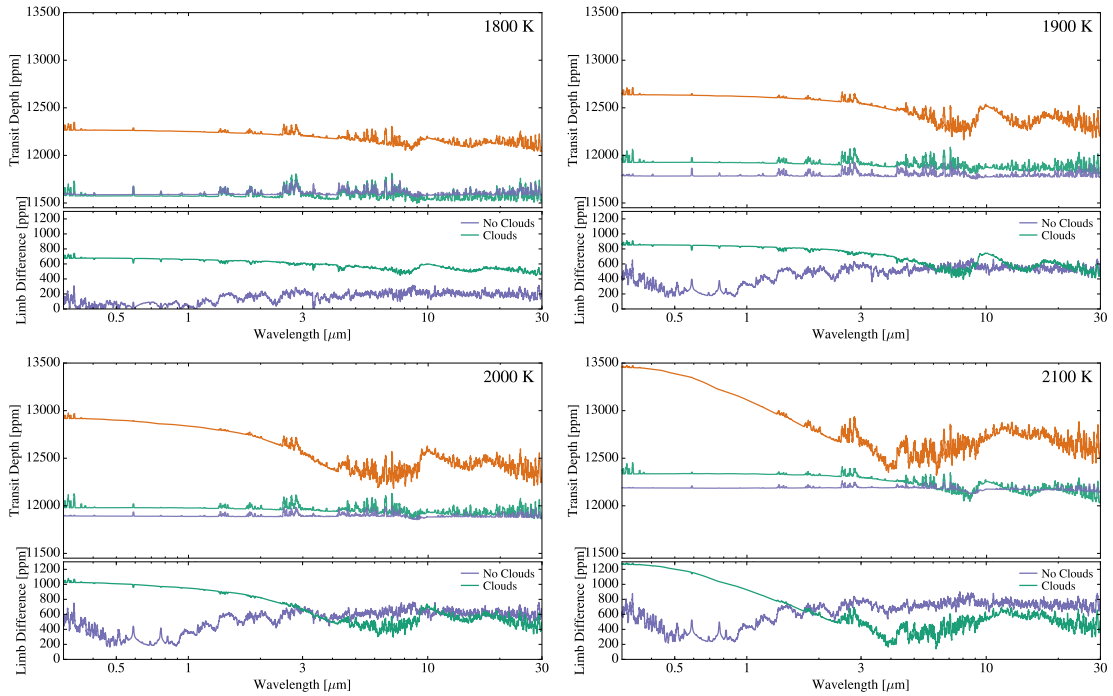 1800 K
13500
13000
12500
12000
11500
Transit Depth [ppm]
No Clouds
Clouds
1200
1000
800
600
400
200
0
Limb Difference [ppm]
0.5 1 3 10 30
Wavelength [μm]
1900 K
13500
13000
12500
12000
11500
Transit Depth [ppm]
No Clouds
Clouds
1200
1000
800
600
400
200
0
Limb Difference [ppm]
0.5 1 3 10 30
Wavelength [μm]
2000 K
13500
13000
12500
12000
11500
Transit Depth [ppm]
No Clouds
Clouds
1200
1000
800
600
400
200
0
Limb Difference [ppm]
0.5 1 3 10 30
Wavelength [μm]
2100 K
13500
13000
12500
12000
11500
Transit Depth [ppm]
No Clouds
Clouds
1200
1000
800
600
400
200
0
Limb Difference [ppm]
0.5 1 3 10 30
Wavelength [μm]